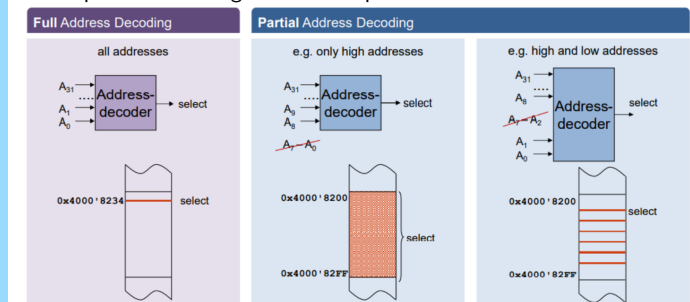 Full Address Decoding
Partial Address Decoding
all addresses
A31
....
A1
A0
Address-
decoder
select
0x4000'8234
select
e.g. only high addresses
A31
....
A9
A8
A7 – A0
Address-
decoder
select
0x4000'8200
select
0x4000'82FF
e.g. high and low addresses
A31
....
A8
A7 – A2
A1
A0
Address-
decoder
select
0x4000'8200
select
0x4000'82FF